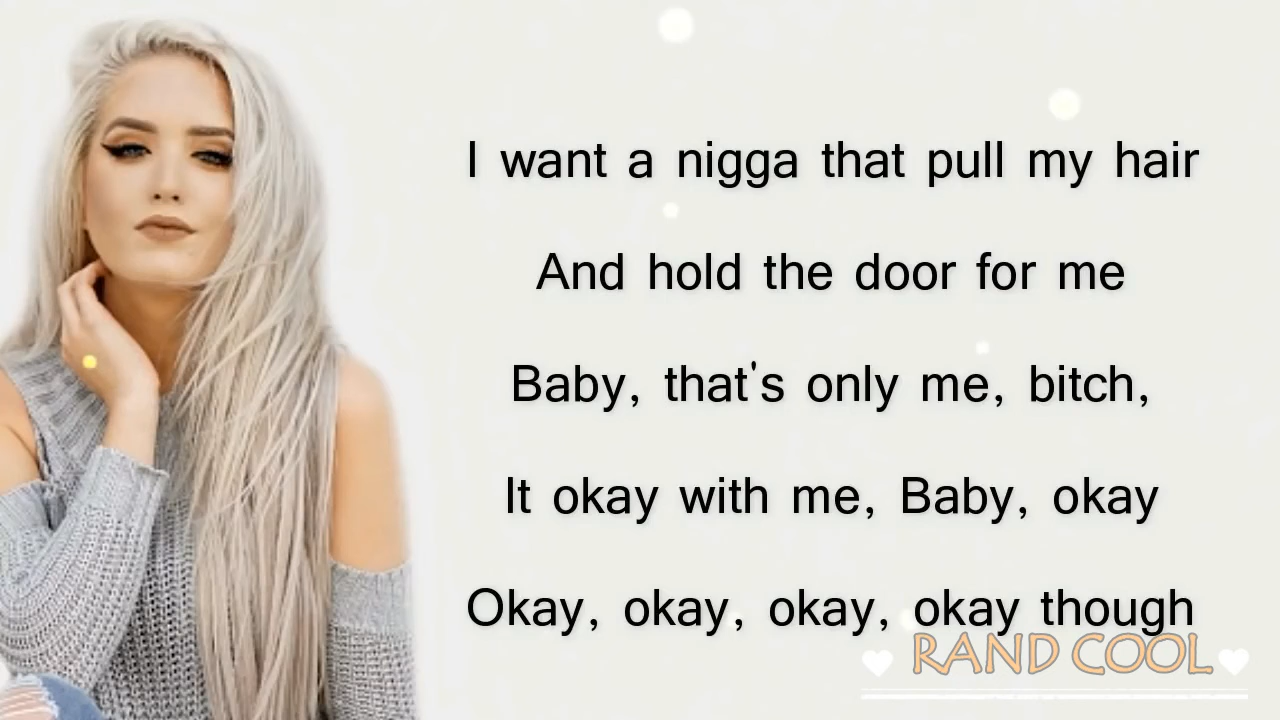 I want a nigga that pull my hair
And hold the door for me
Baby, that's only me, bitch,
It okay with me, Baby, okay
Okay, okay, okay, okay though
RAND COOL